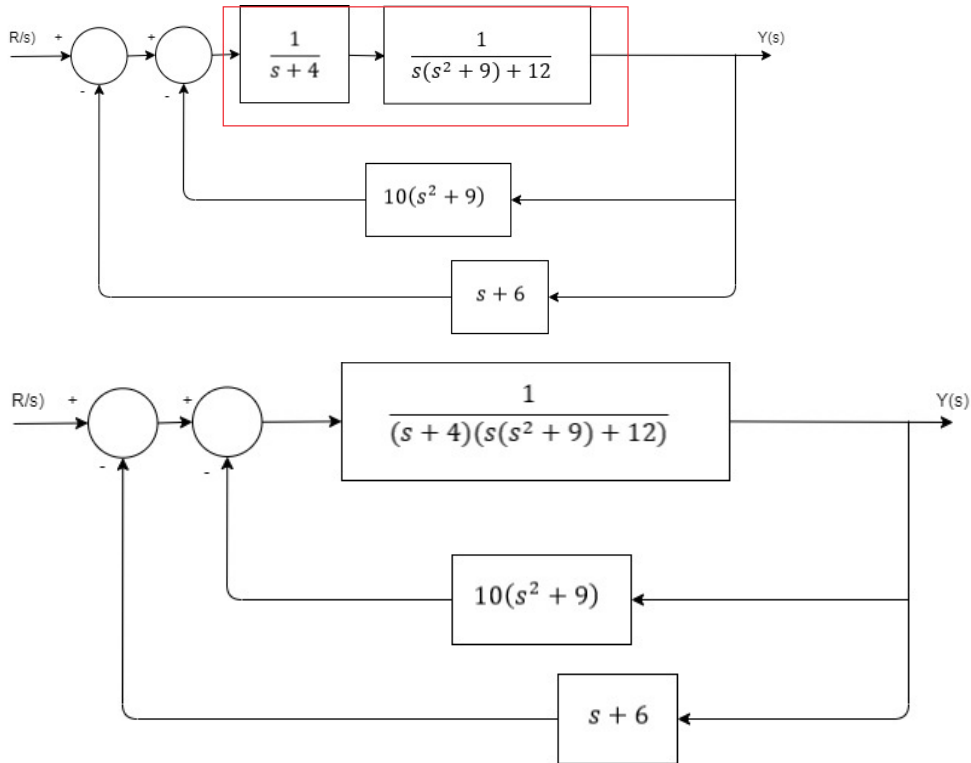 R/s) + + 1/(s + 4) 1/(s(s² + 9) + 12) Y(s)
- -
10(s² + 9)
s + 6
R/s) + + 1/((s + 4)(s(s² + 9) + 12)) Y(s)
- -
10(s² + 9)
s + 6